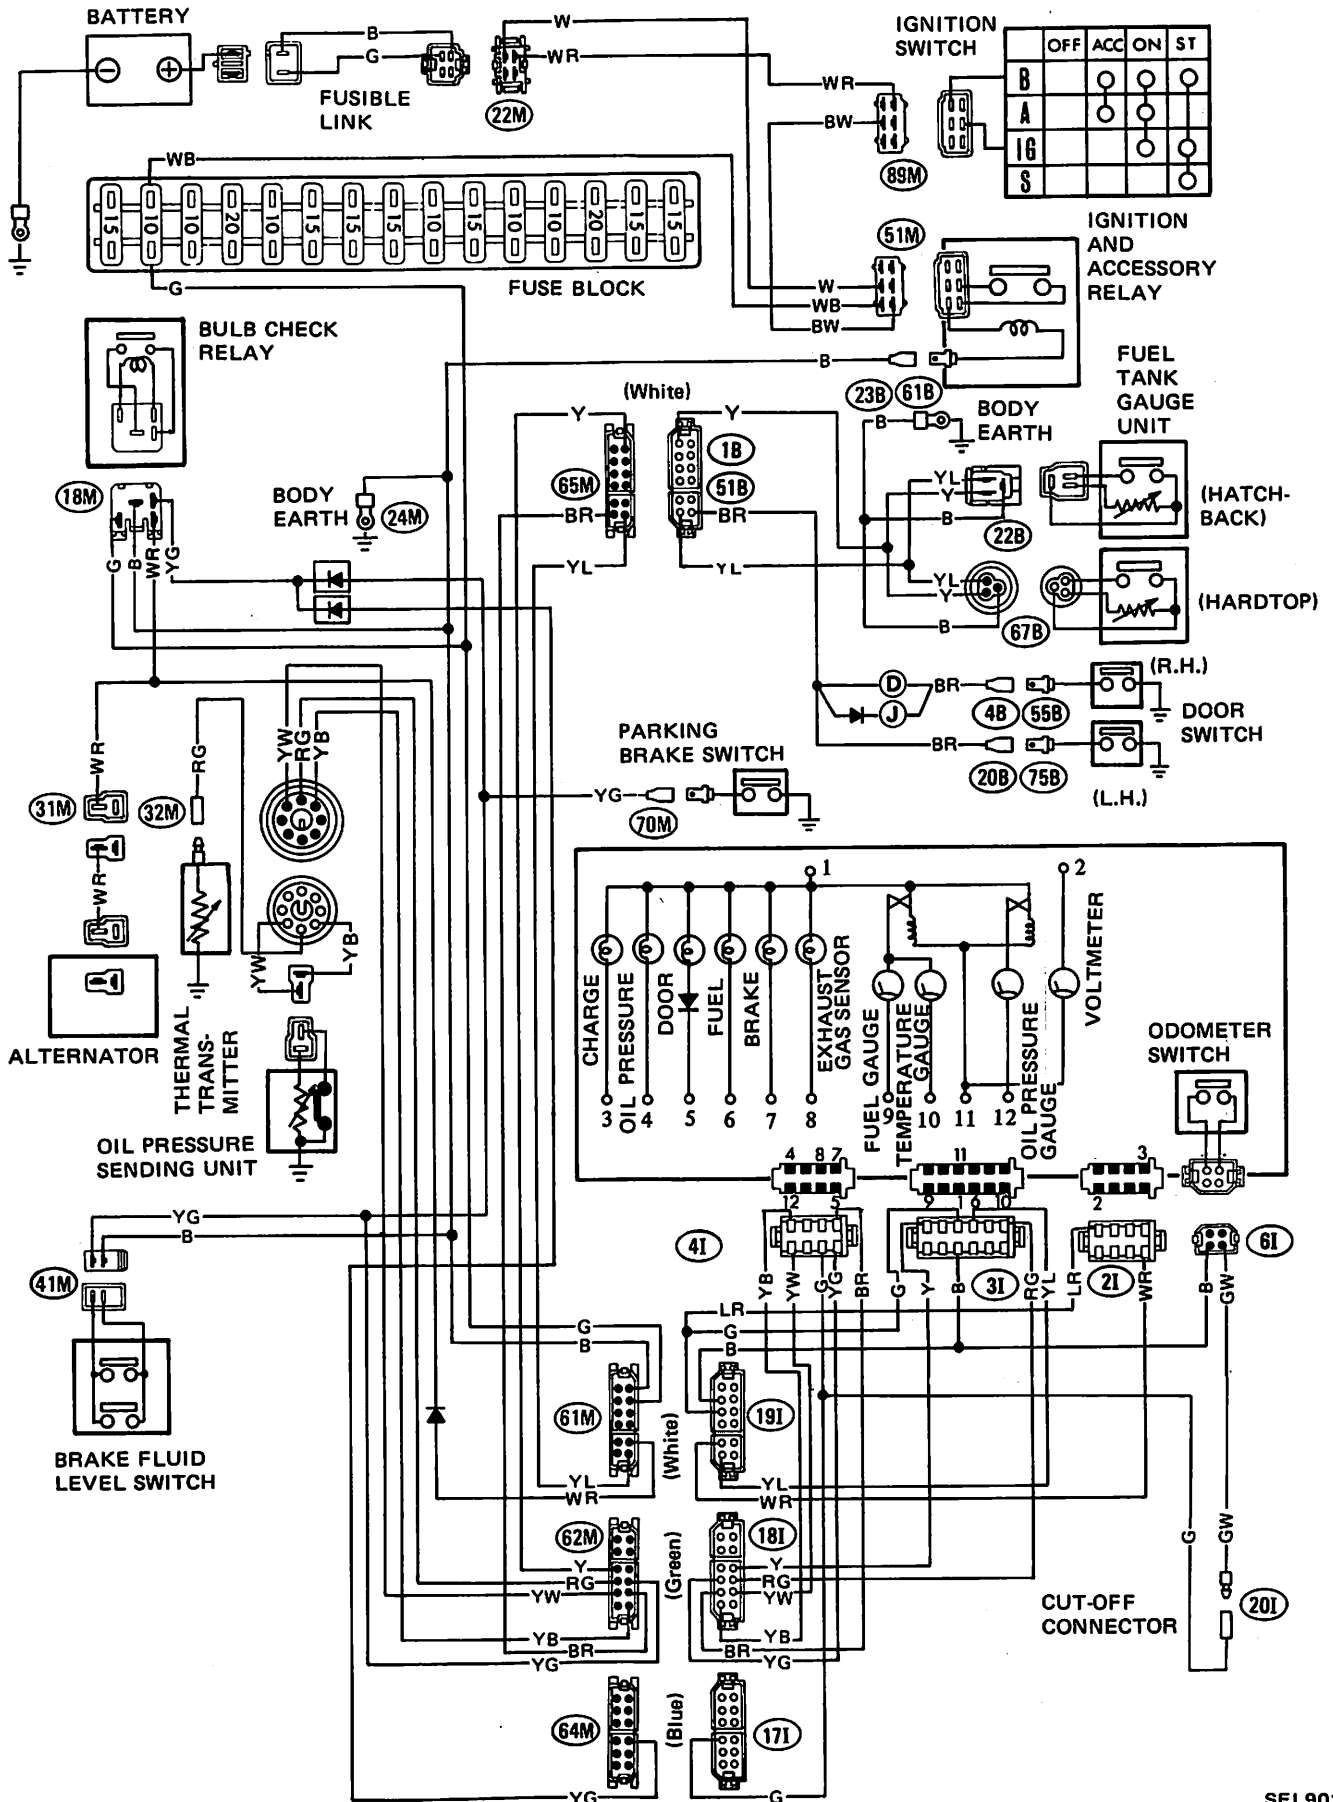 BATTERY
B
G
FUSIBLE
LINK
W
WR
22M
WR
BW
89M
IGNITION
SWITCH
OFF ACC ON ST
B
A
IG
S
WB
15 10 10 20 10 15 15 15 10 15 10 10 20 15 15
G
FUSE BLOCK
51M
W
WB
BW
IGNITION
AND
ACCESSORY
RELAY
BULB CHECK
RELAY
B
23B 61B
(White)
Y
Y
1B
65M
51B
BR
BR
YL
YL
B
BODY
EARTH
FUEL
TANK
GAUGE
UNIT
YL
Y
B
22B
(HATCH-
BACK)
YL
Y
B
67B
(HARDTOP)
18M
BODY
EARTH
24M
G
B
WR
YG
D
J
BR
4B 55B
(R.H.)
DOOR
SWITCH
BR
20B 75B
(L.H.)
PARKING
BRAKE SWITCH
YG
70M
WR
RG
YW
RG
YB
31M
32M
WR
YW
YB
ALTERNATOR
THERMAL
TRANS-
MITTER
OIL PRESSURE
SENDING UNIT
1
2
CHARGE
OIL PRESSURE
DOOR
FUEL
BRAKE
EXHAUST
GAS SENSOR
FUEL GAUGE
TEMPERATURE
GAUGE
OIL PRESSURE
GAUGE
VOLTMETER
ODOMETER
SWITCH
3 4 5 6 7 8 9 10 11 12
4 8 7
12 5
11
9 1 6 10
3
2
YG
B
41M
BRAKE FLUID
LEVEL SWITCH
4I
3I
2I
6I
YB
YW
G
YG
BR
G
Y
B
RG
YL
LR
WR
B
GW
LR
G
B
G
B
61M
(White)
19I
YL
WR
YL
WR
62M
(Green)
18I
Y
RG
YW
Y
RG
YW
YB
BR
YG
YB
BR
YG
G
GW
CUT-OFF
CONNECTOR
20I
64M
(Blue)
17I
YG
G